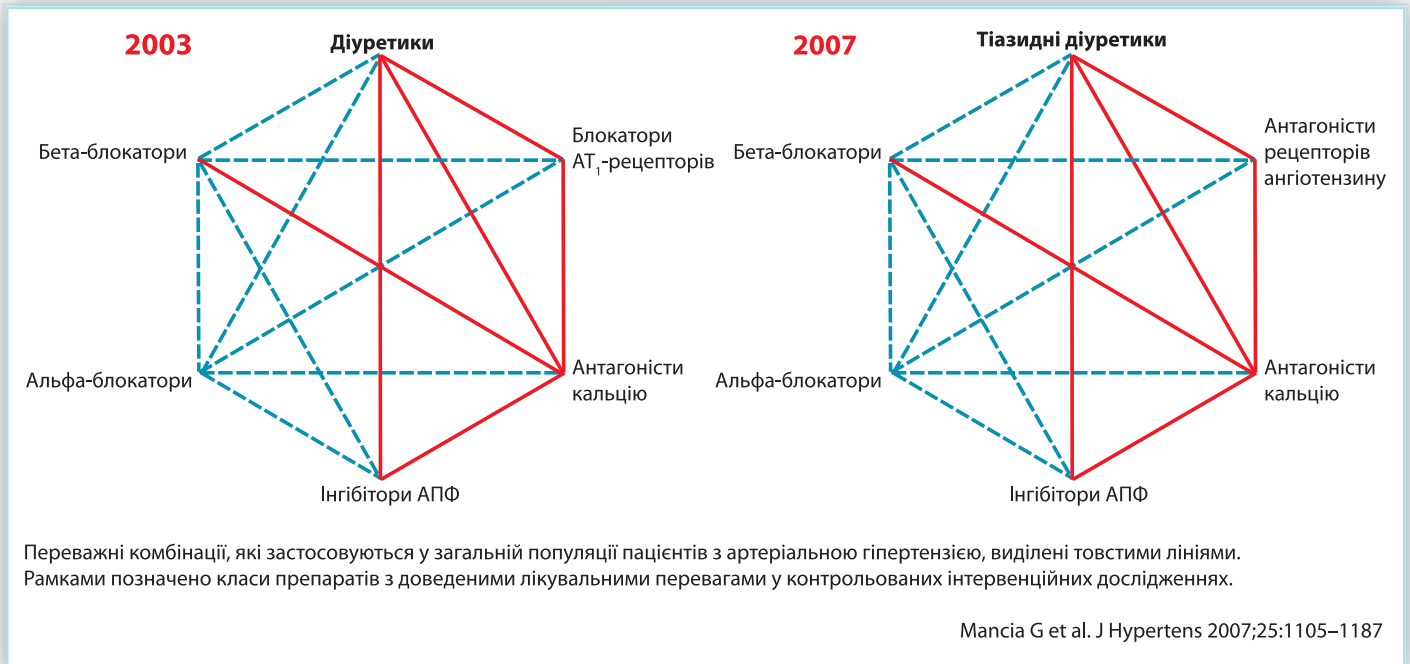 2003
Діуретики
Бета-блокатори
Блокатори
АТ₁-рецепторів
Альфа-блокатори
Антагоністи
кальцію
Інгібітори АПФ
2007
Тіазидні діуретики
Бета-блокатори
Антагоністи
рецепторів
ангіотензину
Альфа-блокатори
Антагоністи
кальцію
Інгібітори АПФ
Переважні комбінації, які застосовуються у загальній популяції пацієнтів з артеріальною гіпертензією, виділені товстими лініями.
Рамками позначено класи препаратів з доведеними лікувальними перевагами у контрольованих інтервенційних дослідженнях.
Mancia G et al. J Hypertens 2007;25:1105–1187